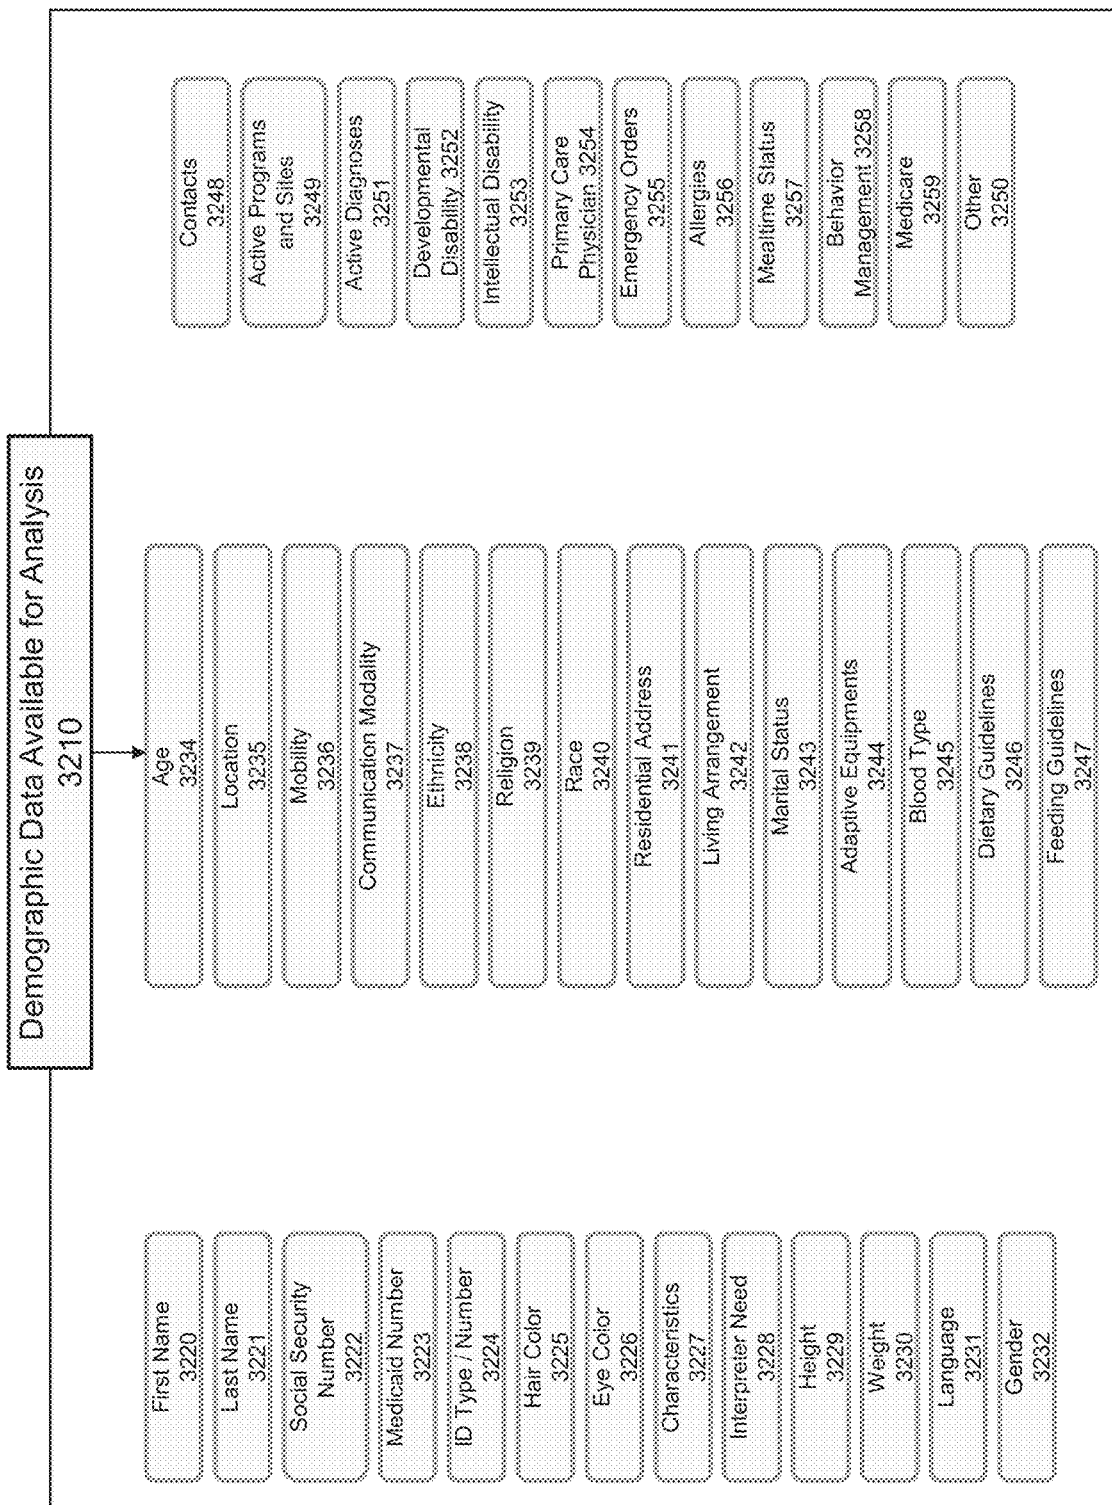 Demographic Data Available for Analysis
3210
First Name
3220
Last Name
3221
Social Security
Number
3222
Medicaid Number
3223
ID Type / Number
3224
Hair Color
3225
Eye Color
3226
Characteristics
3227
Interpreter Need
3228
Height
3229
Weight
3230
Language
3231
Gender
3232
Age
3234
Location
3235
Mobility
3236
Communication Modality
3237
Ethnicity
3238
Religion
3239
Race
3240
Residential Address
3241
Living Arrangement
3242
Marital Status
3243
Adaptive Equipments
3244
Blood Type
3245
Dietary Guidelines
3246
Feeding Guidelines
3247
Contacts
3248
Active Programs
and Sites
3249
Active Diagnoses
3251
Developmental
Disability 3252
Intellectual Disability
3253
Primary Care
Physician 3254
Emergency Orders
3255
Allergies
3256
Mealtime Status
3257
Behavior
Management 3258
Medicare
3259
Other
3250